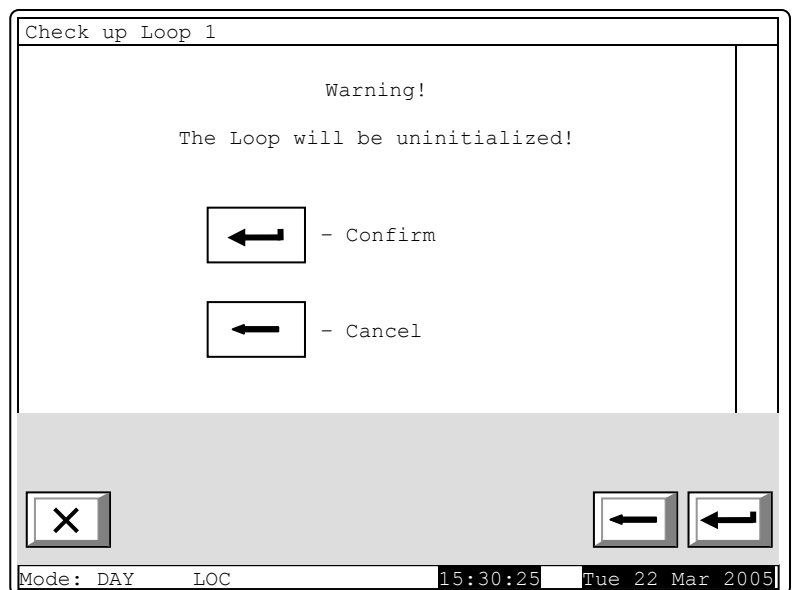 Check up Loop 1
Warning!
The Loop will be uninitialized!
- Confirm
- Cancel
Mode: DAY LOC 15:30:25 Tue 22 Mar 2005